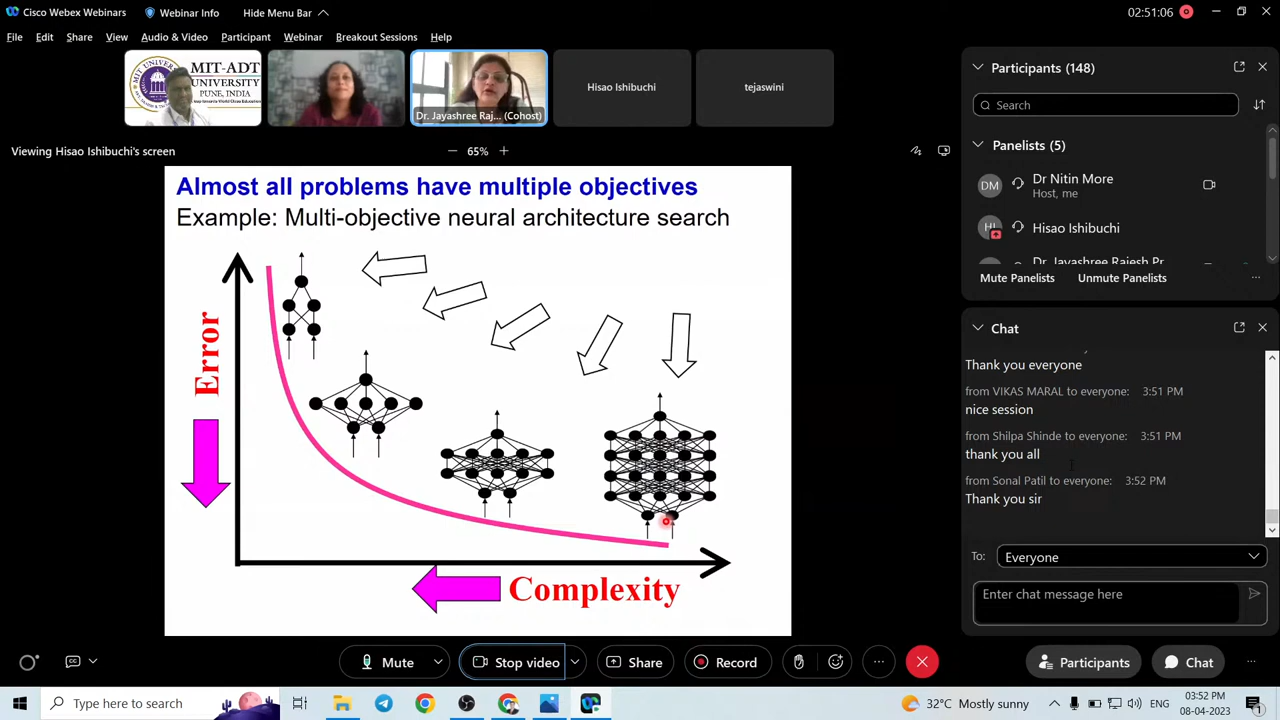 Cisco Webex Webinars
Webinar Info
Hide Menu Bar
02:51:06
File Edit Share View Audio & Video Participant Webinar Breakout Sessions Help
MIT-ADT
UNIVERSITY
PUNE, INDIA
Dr. Jayashree Raj... (Cohost)
Hisao Ishibuchi
tejaswini
Viewing Hisao Ishibuchi's screen
65%
Almost all problems have multiple objectives
Example: Multi-objective neural architecture search
Error
Complexity
Participants (148)
Search
Panelists (5)
DM
Dr Nitin More
Host, me
Hisao Ishibuchi
Dr. Jayashree Rajesh Pr
Mute Panelists
Unmute Panelists
Chat
Thank you everyone
from VIKAS MARAL to everyone: 3:51 PM
nice session
from Shilpa Shinde to everyone: 3:51 PM
thank you all
from Sonal Patil to everyone: 3:52 PM
Thank you sir
To: Everyone
Enter chat message here
Mute
Stop video
Share
Record
Participants
Chat
Type here to search
32°C Mostly sunny
ENG
03:52 PM
08-04-2023